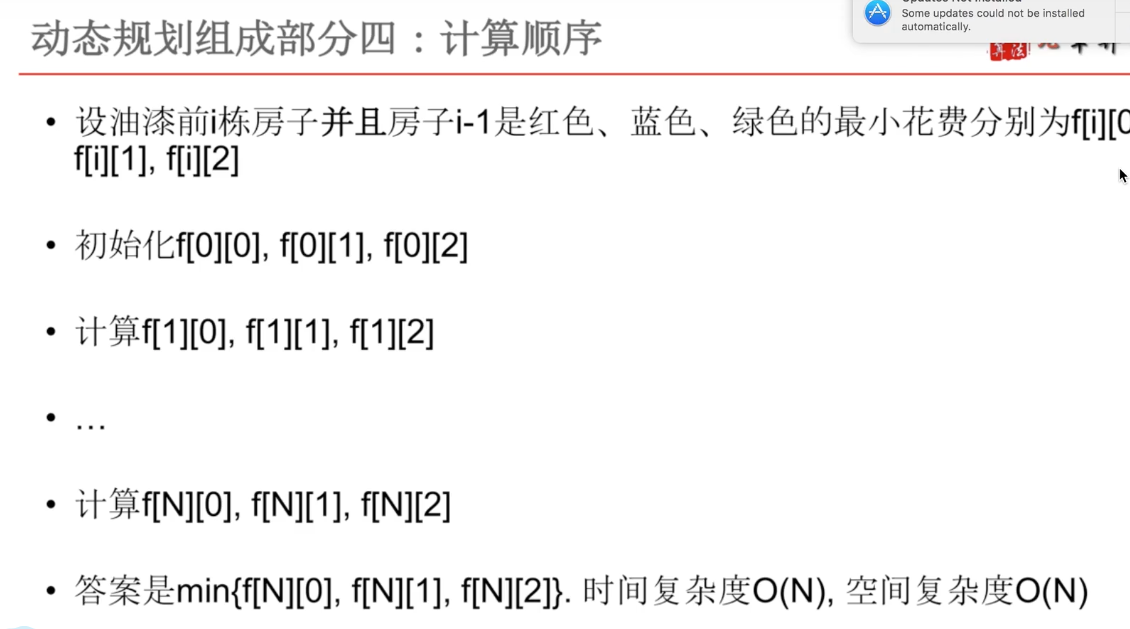 动态规划组成部分四：计算顺序
Some updates could not be installed
automatically.
• 设油漆前i栋房子并且房子i-1是红色、蓝色、绿色的最小花费分别为f[i][0
f[i][1], f[i][2]
• 初始化f[0][0], f[0][1], f[0][2]
• 计算f[1][0], f[1][1], f[1][2]
• …
• 计算f[N][0], f[N][1], f[N][2]
• 答案是min{f[N][0], f[N][1], f[N][2]}. 时间复杂度O(N), 空间复杂度O(N)